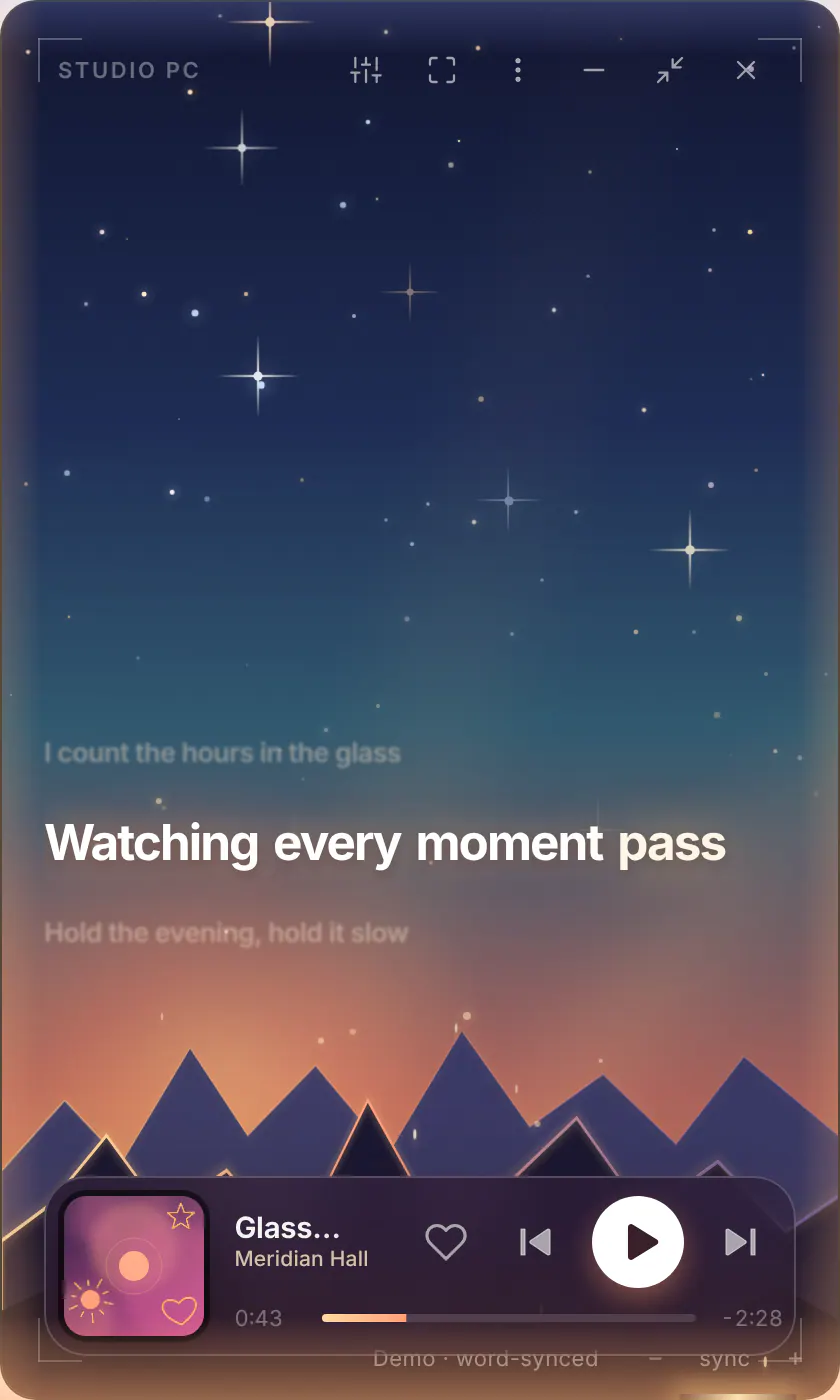 STUDIO PC
I count the hours in the glass
Watching every moment pass
Hold the evening, hold it slow
Glass...
Meridian Hall
0:43
-2:28
Demo · word-synced − sync +